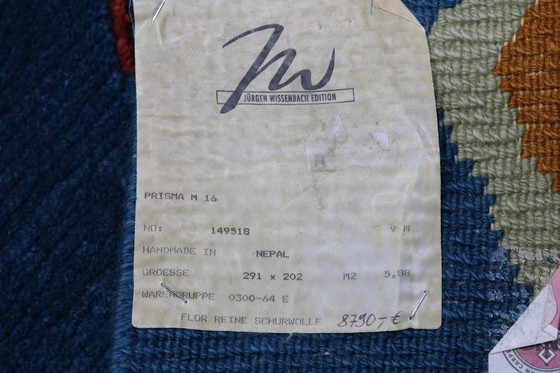 JÜRGEN WISSENBACH EDITION
PRISMA M 16
NO: 149518 9 M
HANDMADE IN NEPAL
GROESSE 291 x 202 M2 5,88
WARENGRUPPE 0300-64 E
FLOR REINE SCHURWOLLE 8790,-€